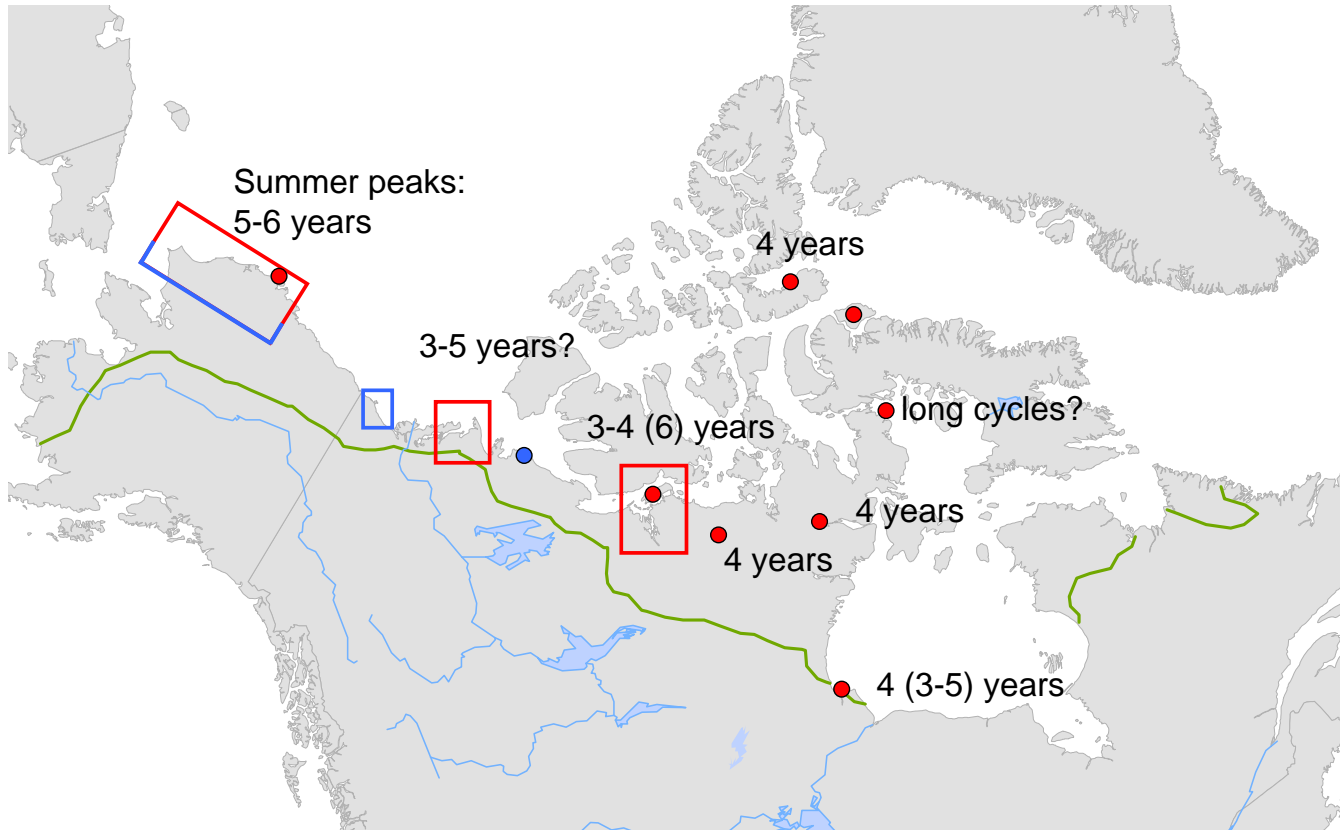 Summer peaks:
5-6 years
4 years
3-5 years?
long cycles?
3-4 (6) years
4 years
4 years
4 (3-5) years